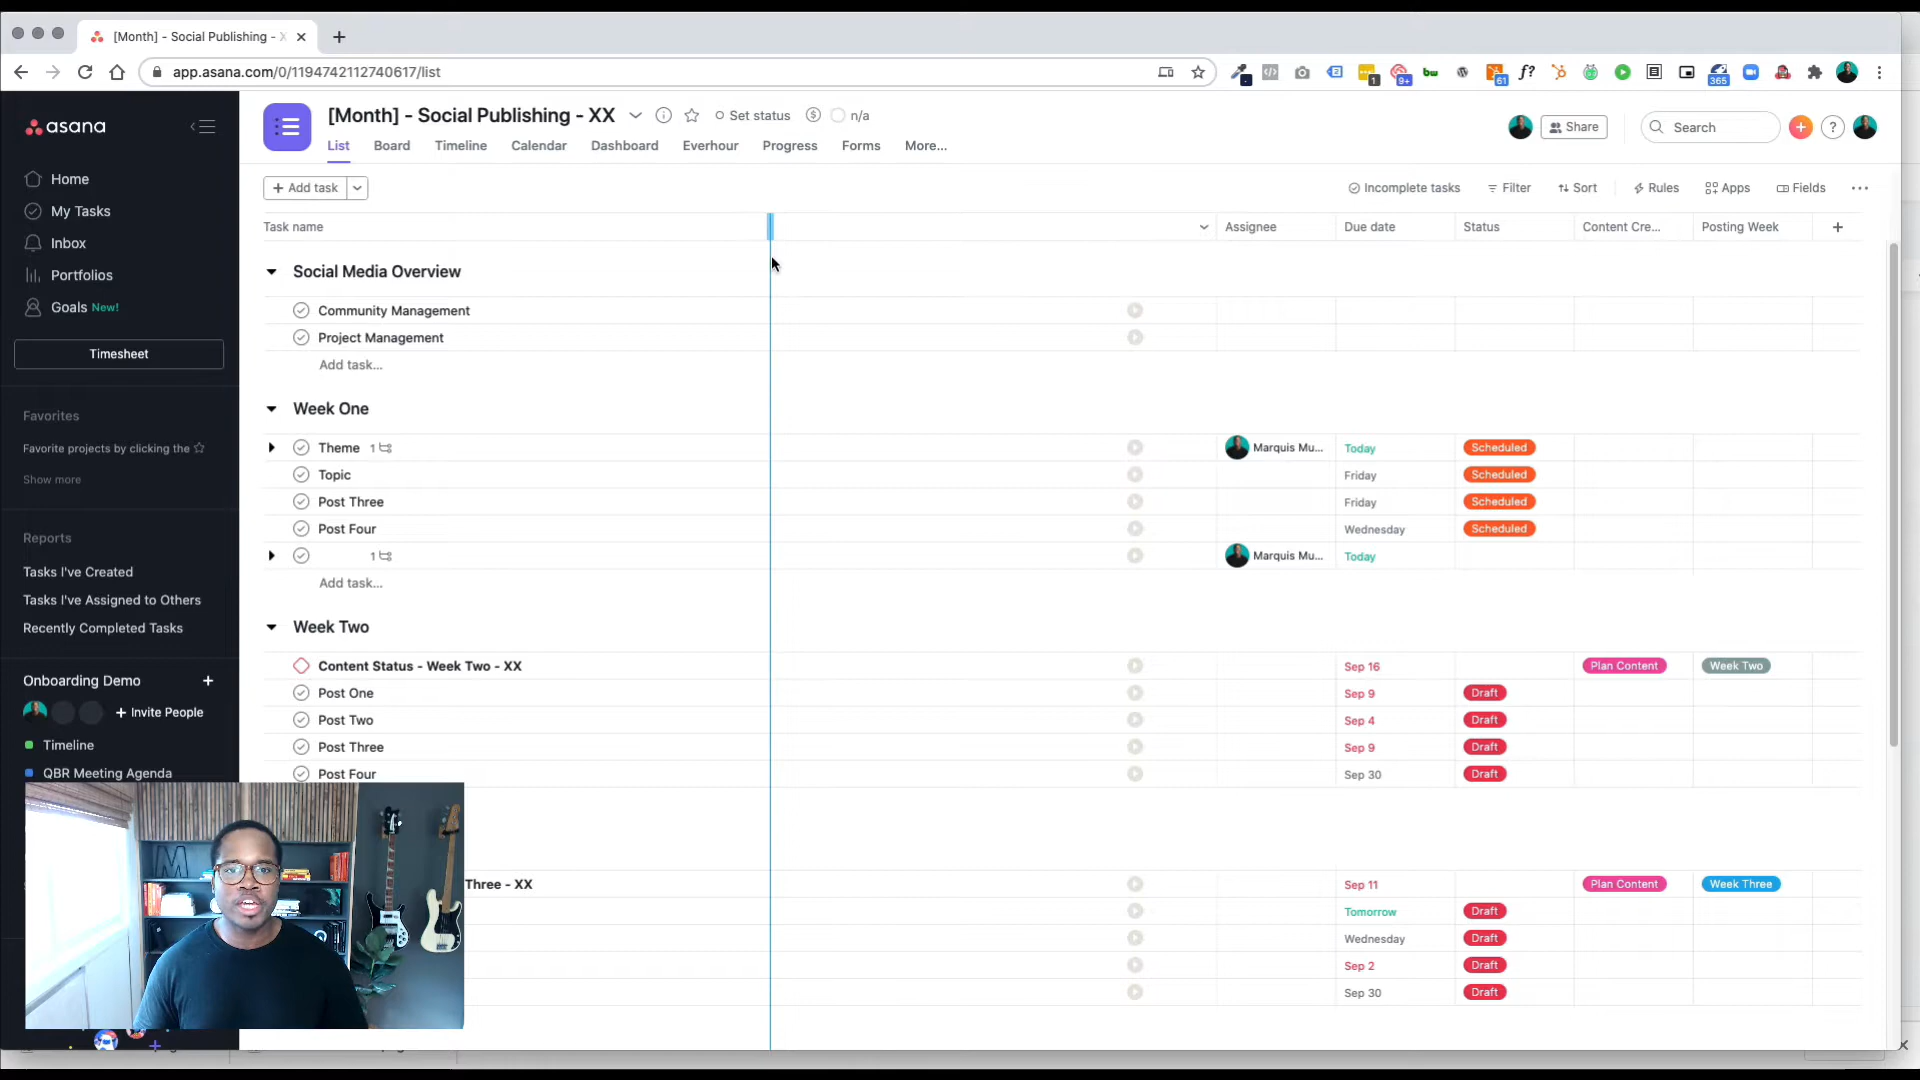 [Month] - Social Publishing - X
app.asana.com/0/1194742112740617/list
1
9+
bw
61
f?
365
asana
Home
My Tasks
Inbox
Portfolios
Goals New!
Timesheet
Favorites
Favorite projects by clicking the
Show more
Reports
Tasks I've Created
Tasks I've Assigned to Others
Recently Completed Tasks
Onboarding Demo +
+ Invite People
Timeline
QBR Meeting Agenda
[Month] - Social Publishing - XX
Set status
n/a
List Board Timeline Calendar Dashboard Everhour Progress Forms More...
Share
Search
?
+ Add task
Incomplete tasks Filter Sort Rules Apps Fields
Task name Assignee Due date Status Content Cre... Posting Week +
Social Media Overview
Community Management
Project Management
Add task...
Week One
Theme 1 Marquis Mu... Today Scheduled
Topic Friday Scheduled
Post Three Friday Scheduled
Post Four Wednesday Scheduled
1 Marquis Mu... Today
Add task...
Week Two
Content Status - Week Two - XX Sep 16 Plan Content Week Two
Post One Sep 9 Draft
Post Two Sep 4 Draft
Post Three Sep 9 Draft
Post Four Sep 30 Draft
Three - XX Sep 11 Plan Content Week Three
Tomorrow Draft
Wednesday Draft
Sep 2 Draft
Sep 30 Draft